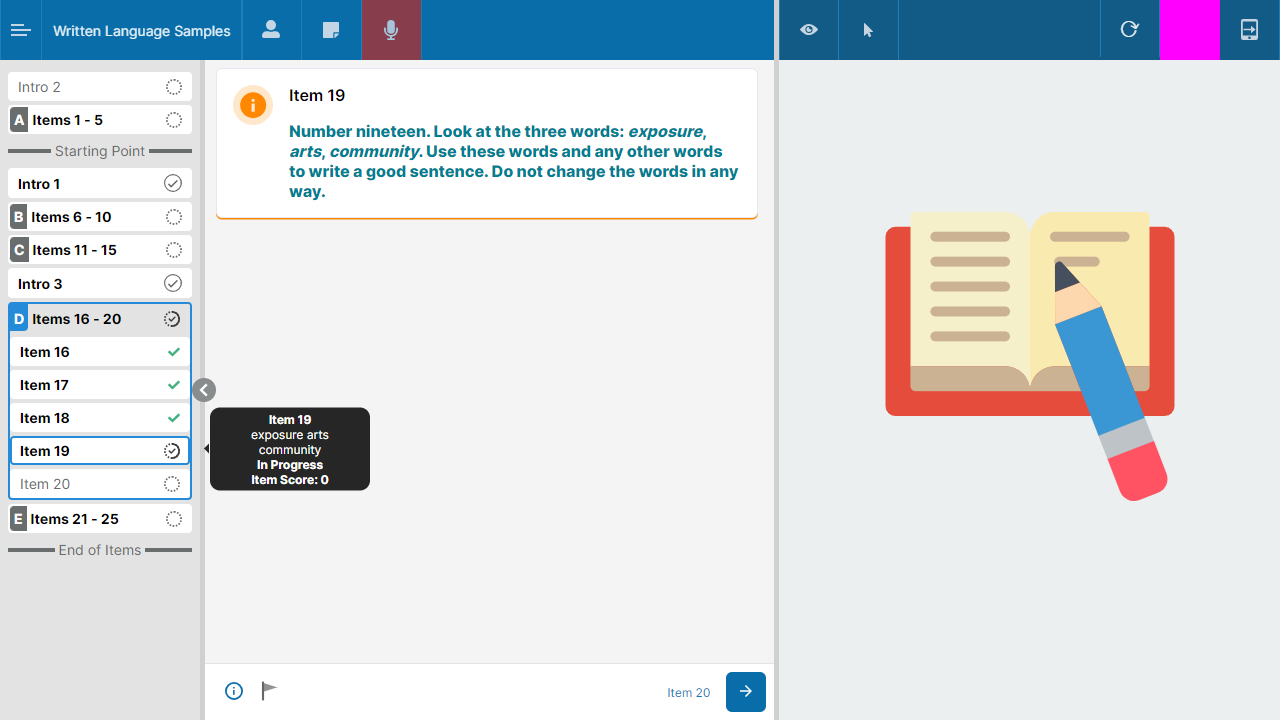 Written Language Samples
Intro 2
A Items 1 - 5
Starting Point
Intro 1
B Items 6 - 10
C Items 11 - 15
Intro 3
D Items 16 - 20
Item 16
Item 17
Item 18
Item 19
Item 20
E Items 21 - 25
End of Items
Item 19
Number nineteen. Look at the three words: exposure,
arts, community. Use these words and any other words
to write a good sentence. Do not change the words in any
way.
Item 19
exposure arts
community
In Progress
Item Score: 0
Item 20